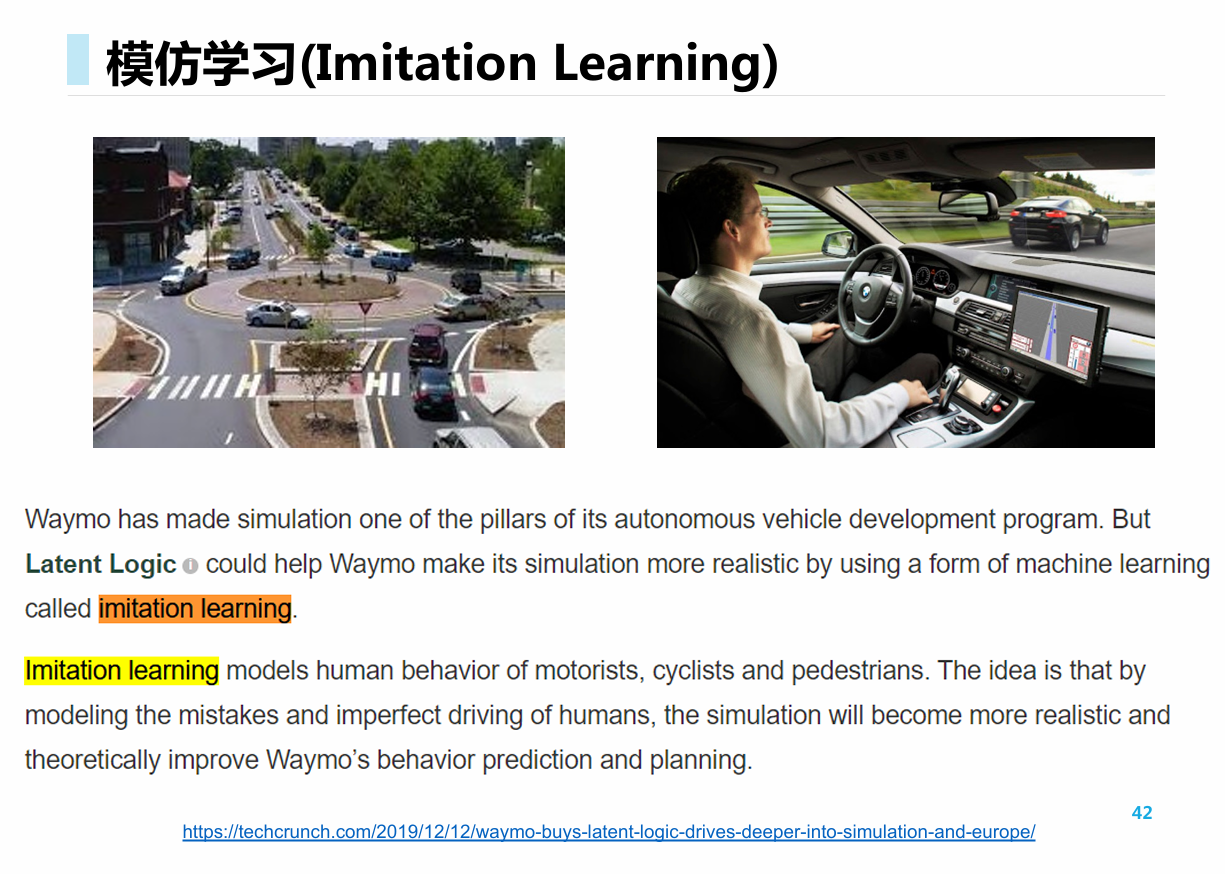 模仿学习(Imitation Learning)
Waymo has made simulation one of the pillars of its autonomous vehicle development program. But
Latent Logic could help Waymo make its simulation more realistic by using a form of machine learning
called imitation learning.
Imitation learning models human behavior of motorists, cyclists and pedestrians. The idea is that by
modeling the mistakes and imperfect driving of humans, the simulation will become more realistic and
theoretically improve Waymo’s behavior prediction and planning.
42
https://techcrunch.com/2019/12/12/waymo-buys-latent-logic-drives-deeper-into-simulation-and-europe/